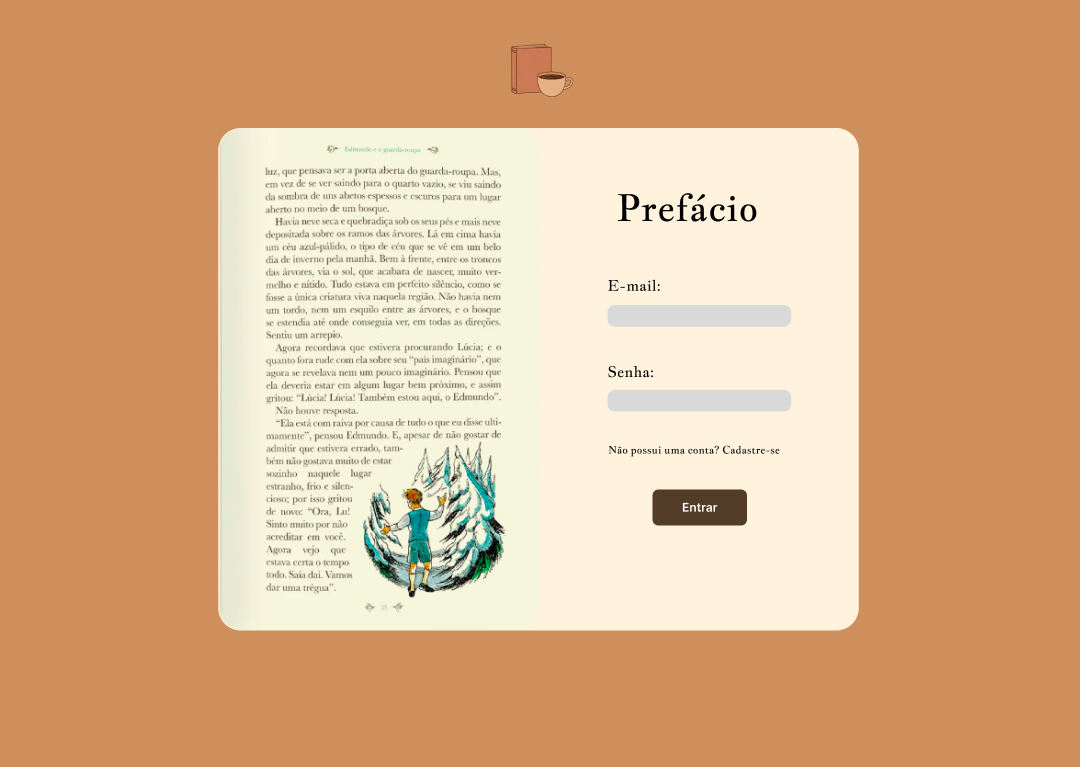 Edmundo e o guarda-roupa
luz, que pensava ser a porta aberta do guarda-roupa. Mas,
em vez de se ver saindo para o quarto vazio, se viu saindo
da sombra de uns abetos espessos e escuros para um lugar
aberto no meio de um bosque.
Havia neve seca e quebradiça sob os seus pés e mais neve
depositada sobre os ramos das árvores. Lá em cima havia
um céu azul-pálido, o tipo de céu que se vê em um belo
dia de inverno pela manhã. Bem à frente, entre os troncos
das árvores, via o sol, que acabara de nascer, muito ver-
melho e nítido. Tudo estava em perfeito silêncio, como se
fosse a única criatura viva naquela região. Não havia nem
um tordo, nem um esquilo entre as árvores, e o bosque
se estendia até onde conseguia ver, em todas as direções.
Sentiu um arrepio.
Agora recordava que estivera procurando Lúcia; e o
quanto fora rude com ela sobre seu “país imaginário”, que
agora se revelava nem um pouco imaginário. Pensou que
ela deveria estar em algum lugar bem próximo, e assim
gritou: “Lúcia! Lúcia! Também estou aqui, o Edmundo”.
Não houve resposta.
“Ela está com raiva por causa de tudo o que eu disse ulti-
mamente”, pensou Edmundo. E, apesar de não gostar de
admitir que estivera errado, tam-
bém não gostava muito de estar
sozinho naquele lugar
estranho, frio e silen-
cioso; por isso gritou
de novo: “Ora, Lu!
Sinto muito por não
acreditar em você.
Agora vejo que
estava certa o tempo
todo. Saia daí. Vamos
dar uma trégua”.
Prefácio
E-mail:
Senha:
Não possui uma conta? Cadastre-se
Entrar